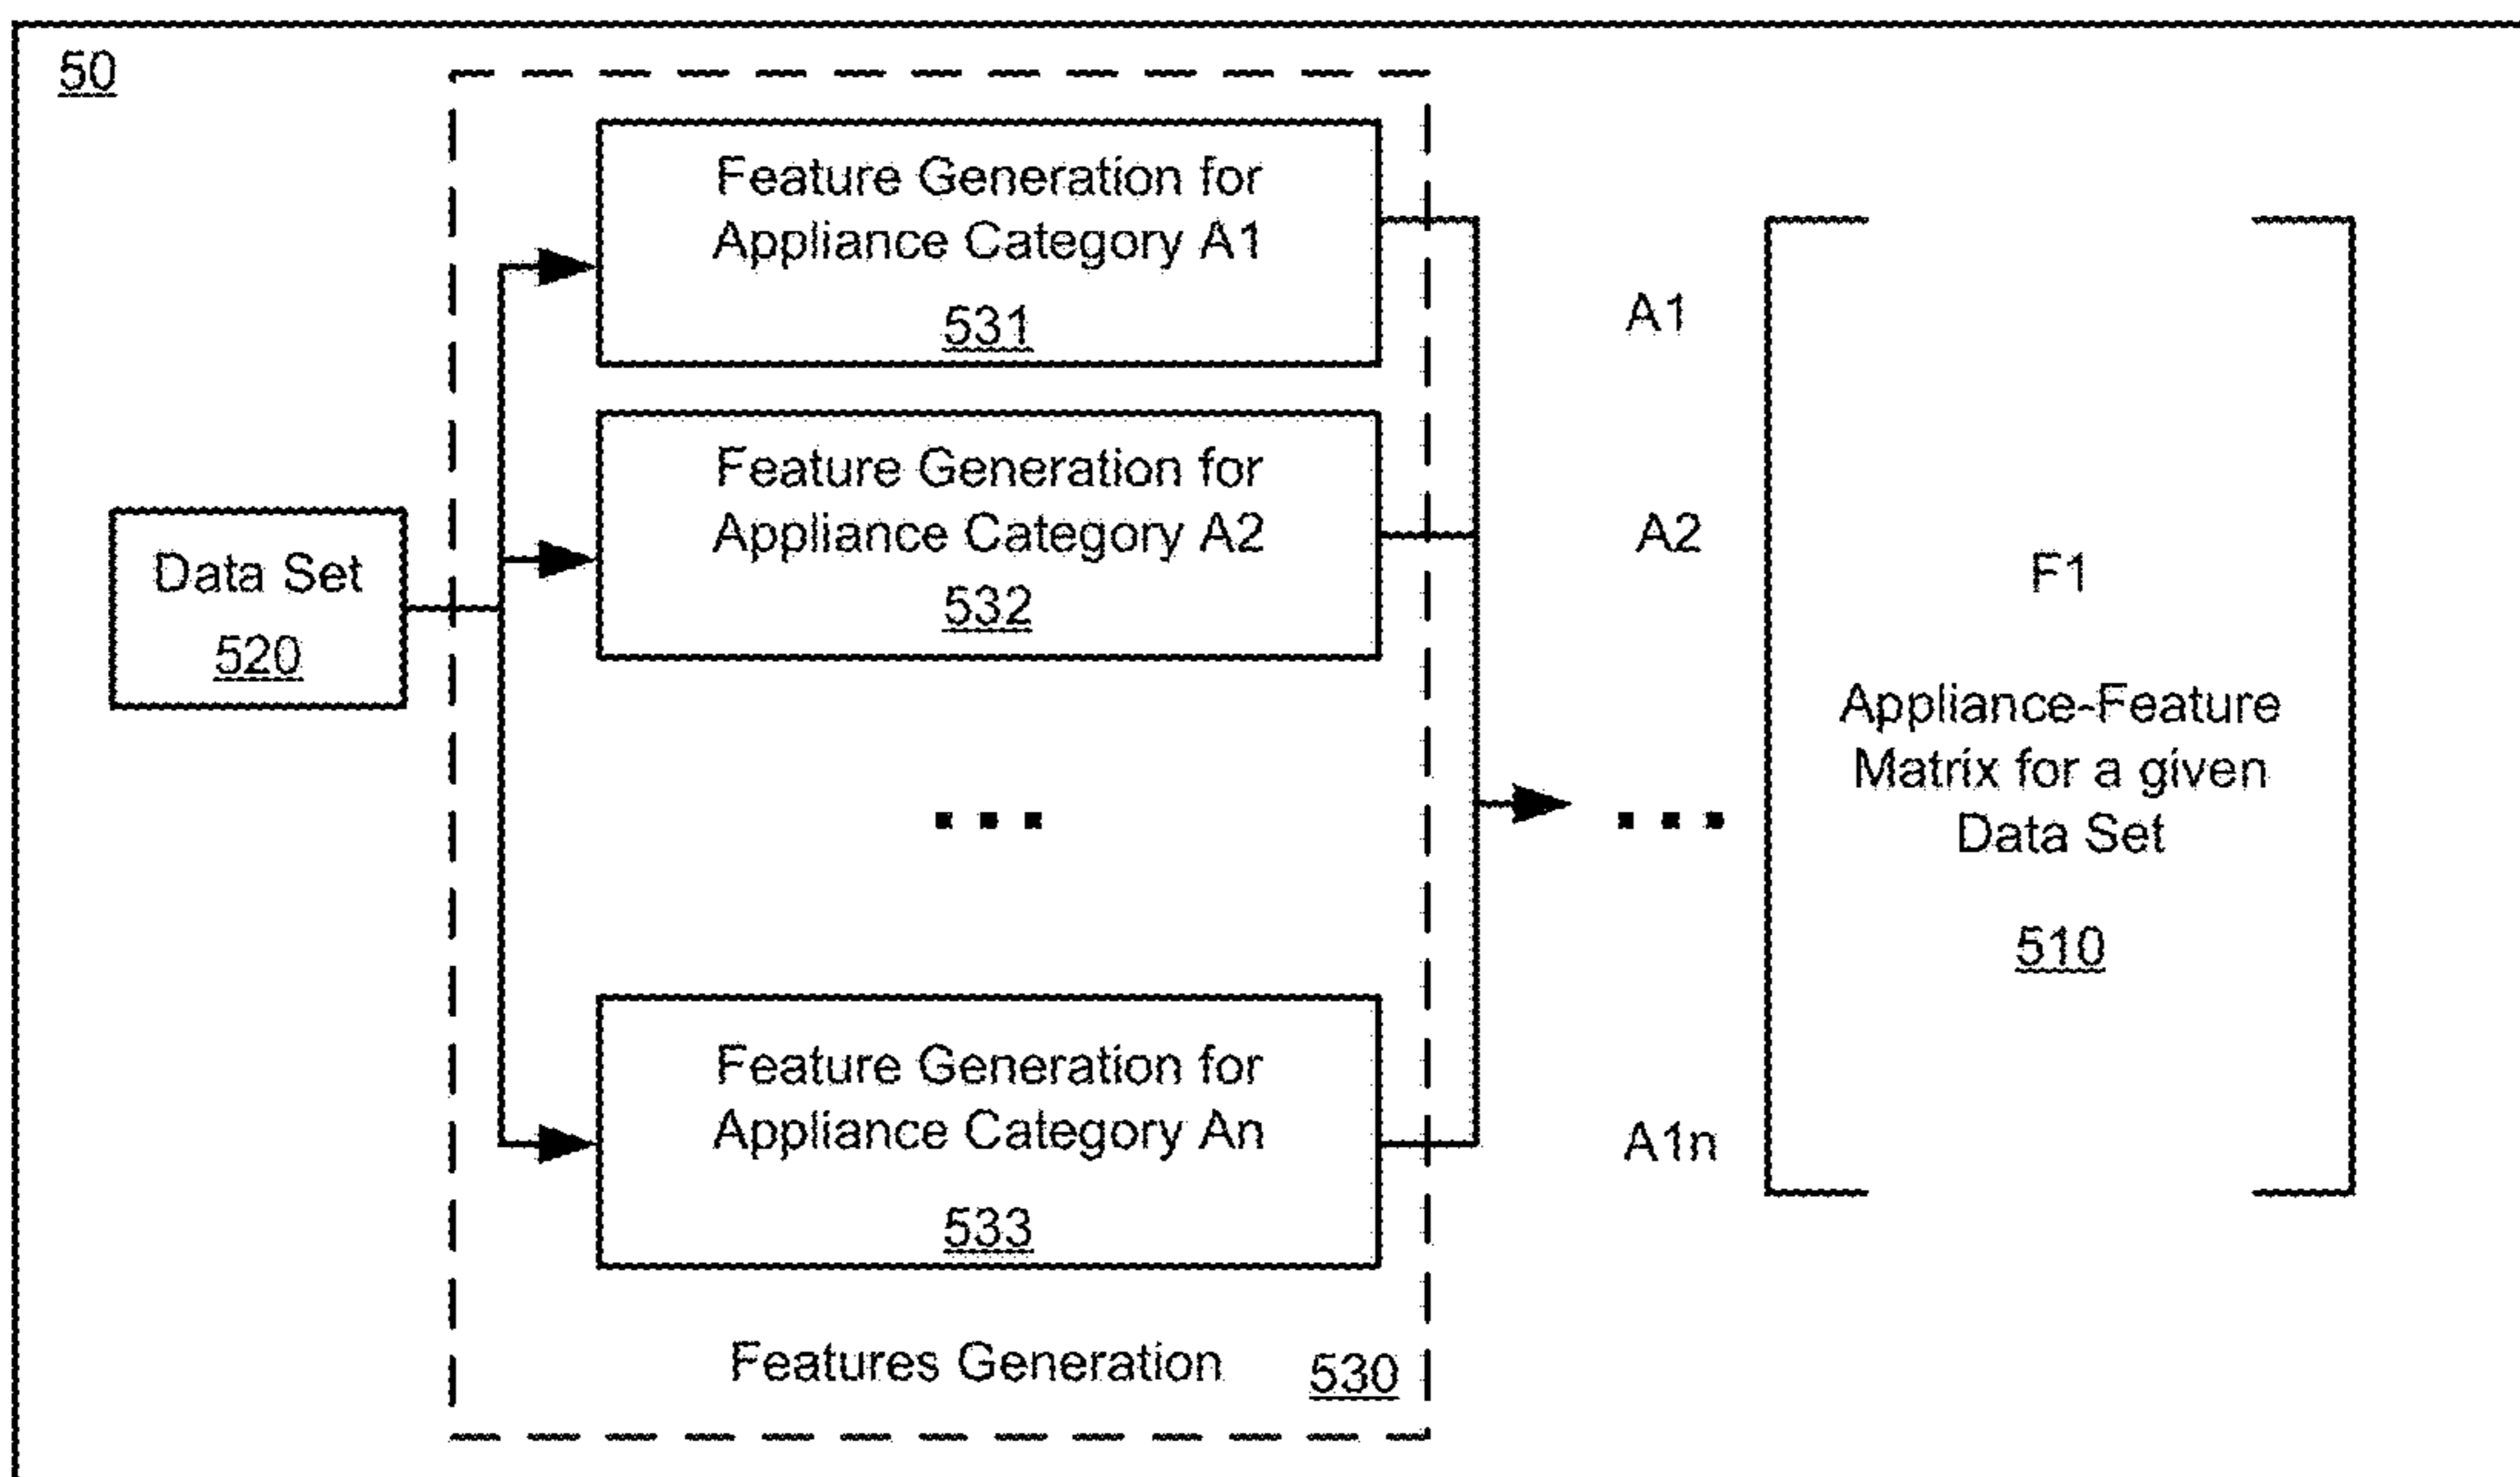 50
Feature Generation for
Appliance Category A1
531
Feature Generation for
Appliance Category A2
532
Data Set
520
...
Feature Generation for
Appliance Category An
533
Features Generation
530
A1
A2
...
A1n
F1
Appliance-Feature
Matrix for a given
Data Set
510